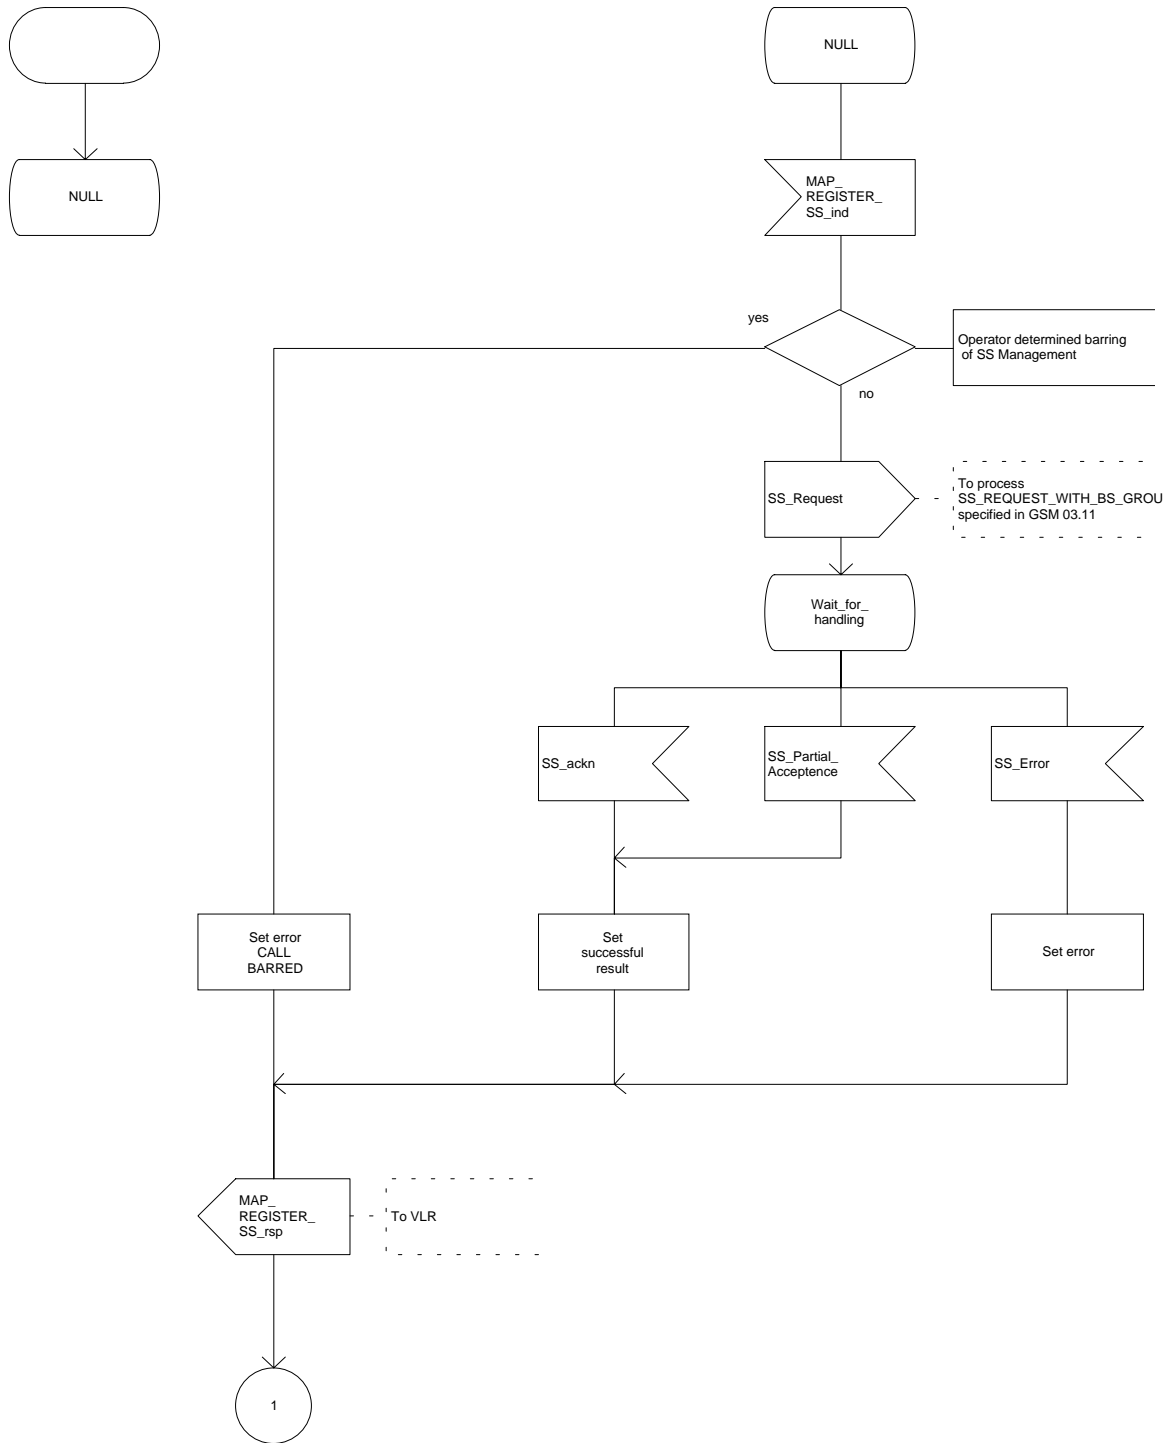 NULL
NULL
MAP_
REGISTER_
SS_ind
yes
Operator determined barring
of SS Management
no
SS_Request
To process
SS_REQUEST_WITH_BS_GROU
specified in GSM 03.11
Wait_for_
handling
SS_ackn
SS_Partial_
Acceptence
SS_Error
Set error
CALL
BARRED
Set
successful
result
Set error
MAP_
REGISTER_
SS_rsp
To VLR
1